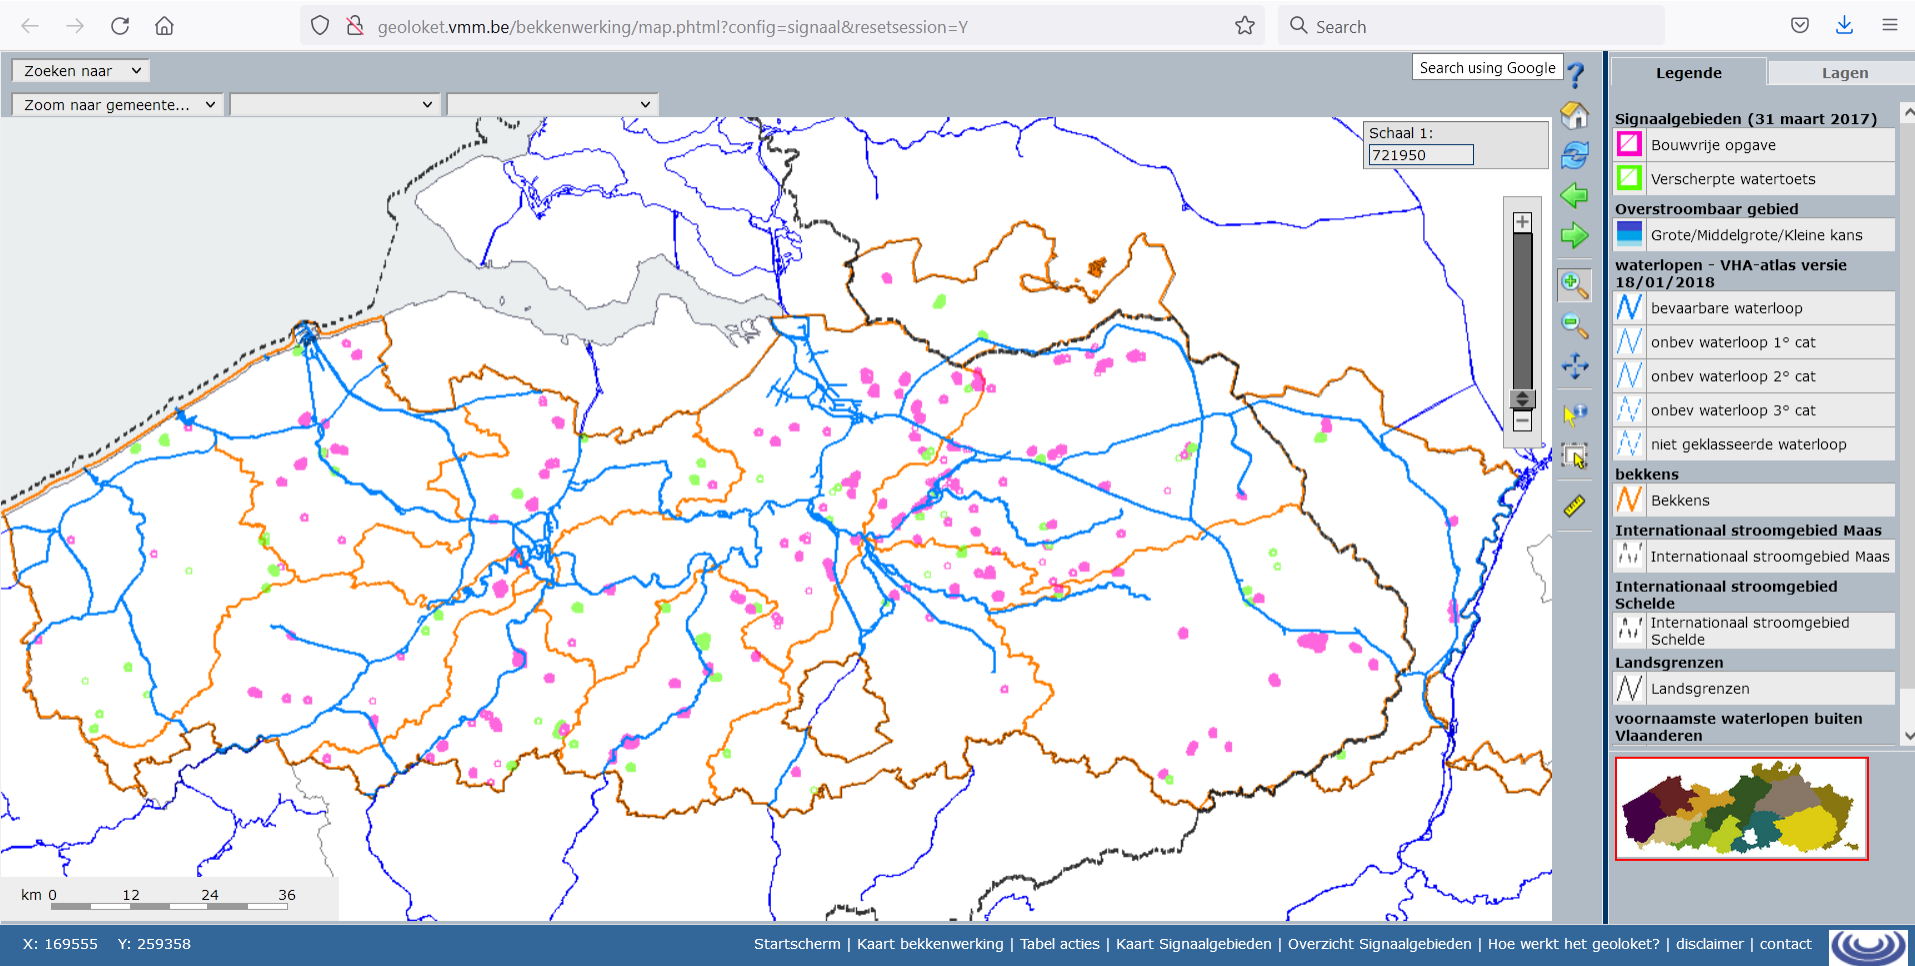 geoloket.vmm.be/bekkenwerking/map.phtml?config=signaal&resetsession=Y
Search
Zoeken naar
Search using Google
Zoom naar gemeente...
Schaal 1:
721950
km 0 12 24 36
Legende
Lagen
Signaalgebieden (31 maart 2017)
Bouwvrije opgave
Verscherpte watertoets
Overstroombaar gebied
Grote/Middelgrote/Kleine kans
waterlopen - VHA-atlas versie
18/01/2018
bevaarbare waterloop
onbev waterloop 1° cat
onbev waterloop 2° cat
onbev waterloop 3° cat
niet geklasseerde waterloop
bekkens
Bekkens
Internationaal stroomgebied Maas
Internationaal stroomgebied Maas
Internationaal stroomgebied
Schelde
Internationaal stroomgebied
Schelde
Landsgrenzen
Landsgrenzen
voornaamste waterlopen buiten
Vlaanderen
X: 169555 Y: 259358
Startscherm | Kaart bekkenwerking | Tabel acties | Kaart Signaalgebieden | Overzicht Signaalgebieden | Hoe werkt het geoloket? | disclaimer | contact